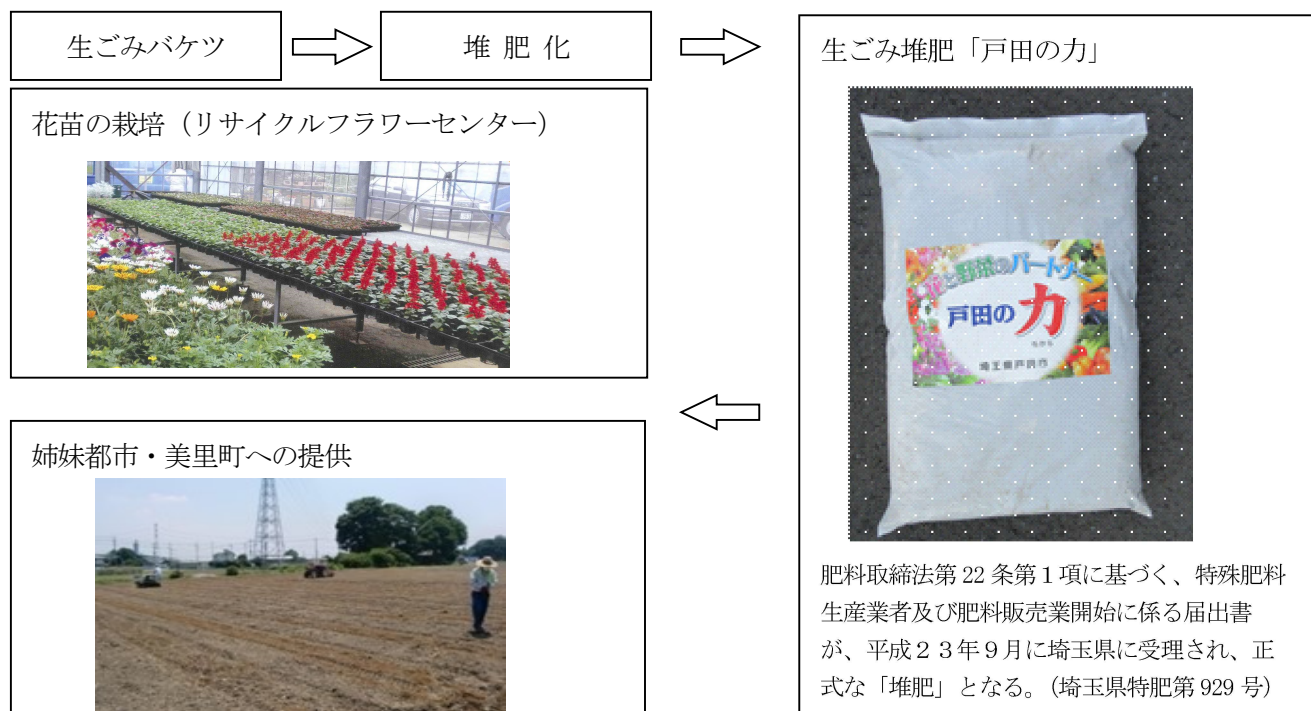 生ごみバケツ
堆肥化
生ごみ堆肥「戸田の力」
花苗の栽培（リサイクルフラワーセンター）
花と野菜のパートナー
戸田の力
ちから
埼玉県戸田市
姉妹都市・美里町への提供
肥料取締法第22条第１項に基づく、特殊肥料
生産業者及び肥料販売業開始に係る届出書
が、平成２３年９月に埼玉県に受理され、正
式な「堆肥」となる。（埼玉県特肥第929号）